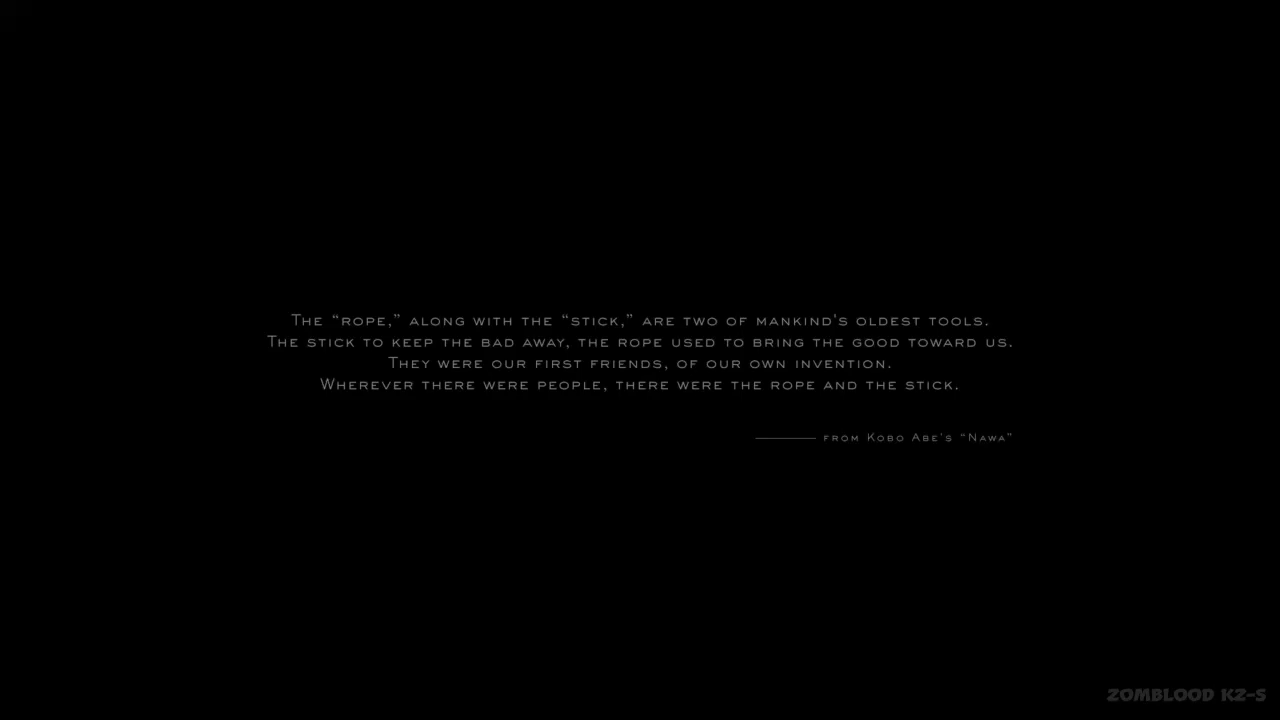 The “rope,” along with the “stick,” are two of mankind's oldest tools.
The stick to keep the bad away, the rope used to bring the good toward us.
They were our first friends, of our own invention.
Wherever there were people, there were the rope and the stick.
from Kobo Abe's “Nawa”
ZOMBLOOD KZ-S